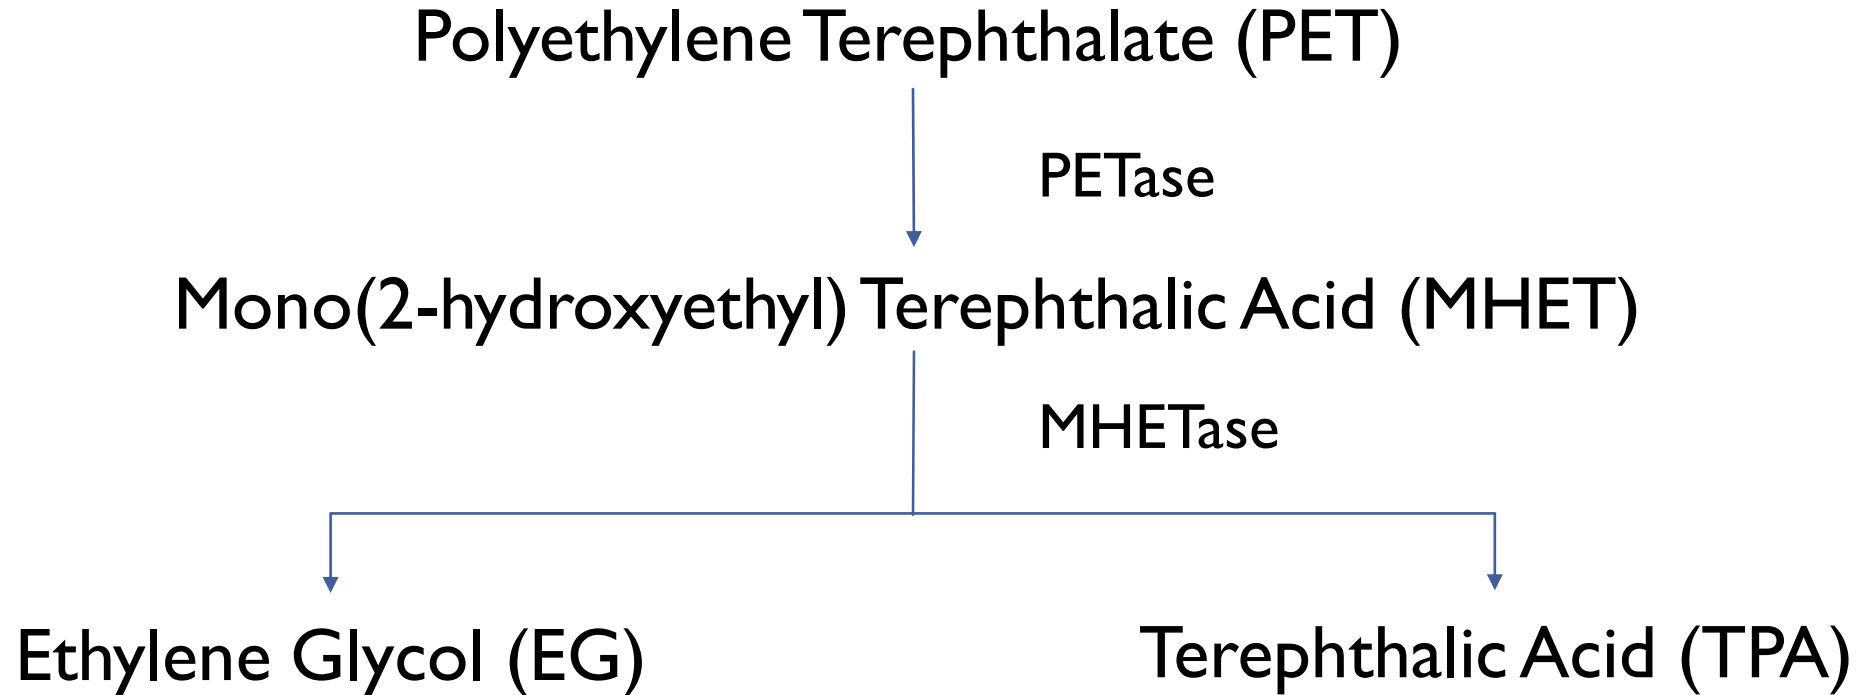 Polyethylene Terephthalate (PET)
PETase
Mono(2-hydroxyethyl) Terephthalic Acid (MHET)
MHETase
Ethylene Glycol (EG)
Terephthalic Acid (TPA)